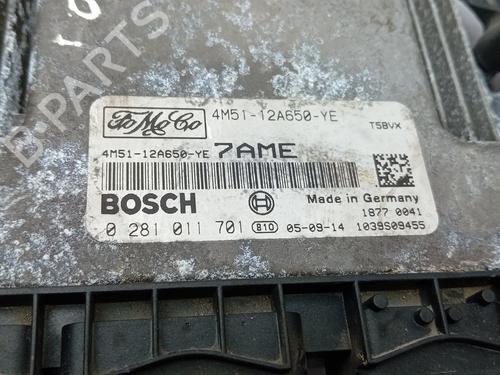 B-PARTS
FoMoCo
4M51-12A650-YE
T5BVX
4M51-12A650-YE 7AME
BOSCH
Made in Germany
1877 0041
0 281 011 701 B10 05-09-14 1039S09455